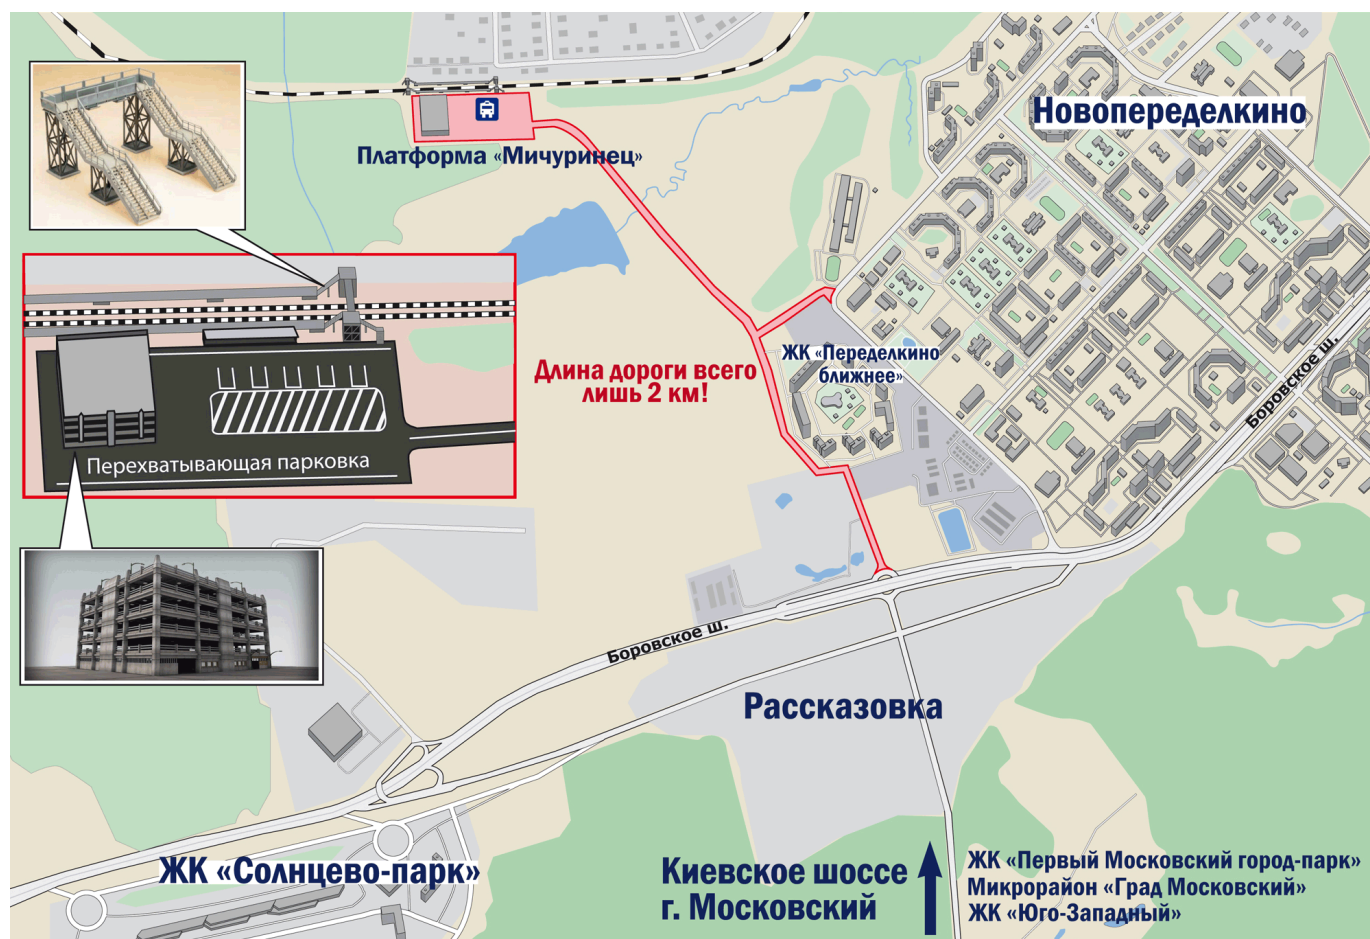 Новопеределкино
Платформа «Мичуринец»
ЖК «Переделкино
ближнее»
Длина дороги всего
лишь 2 км!
Боровское ш.
Перехватывающая парковка
Боровское ш.
Рассказовка
ЖК «Солнцево-парк»
Киевское шоссе
г. Московский
ЖК «Первый Московский город-парк»
Микрорайон «Град Московский»
ЖК «Юго-Западный»